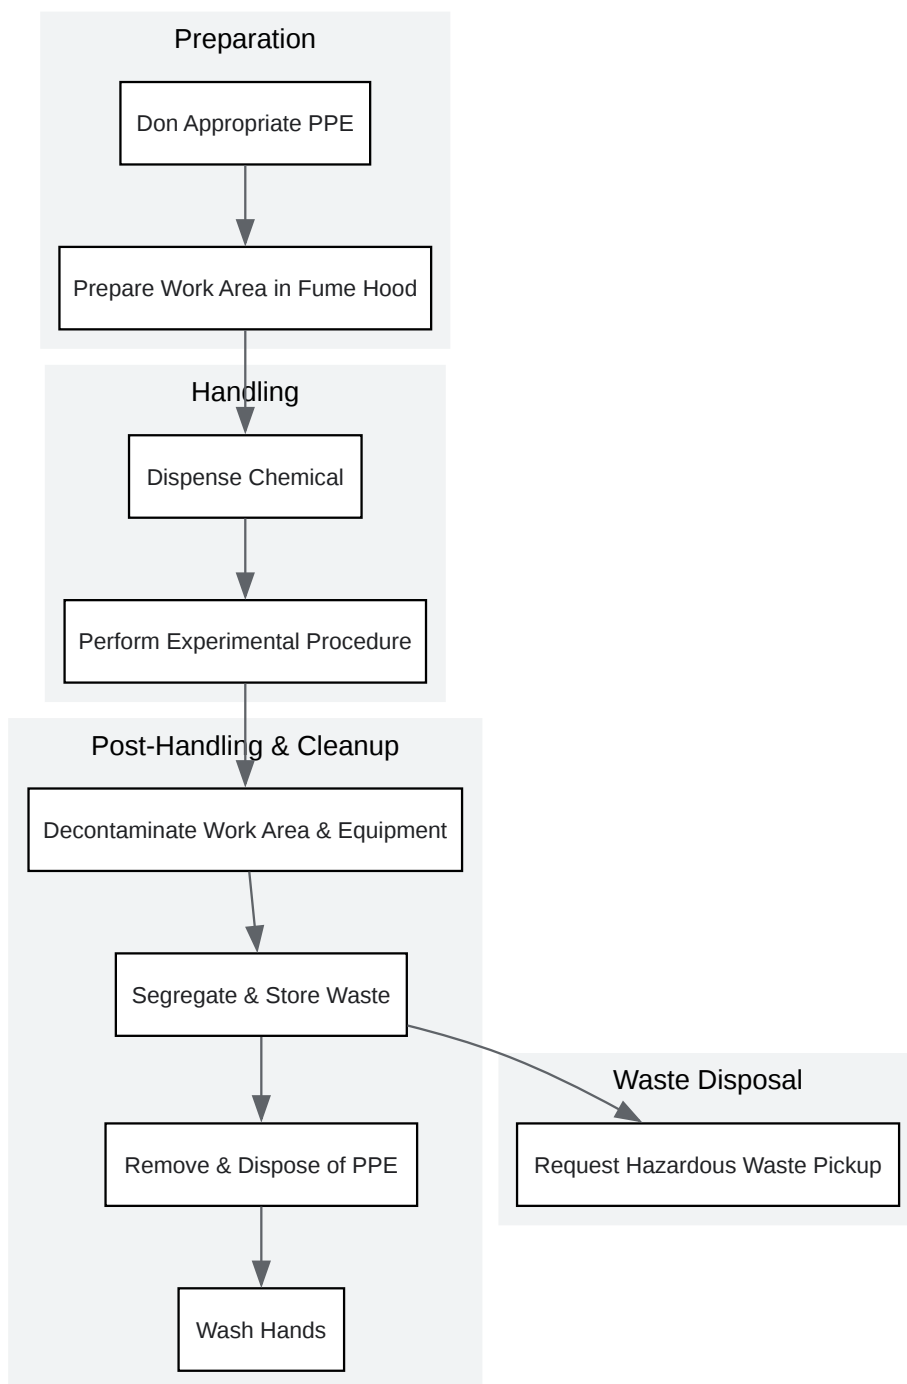 Preparation
Don Appropriate PPE
Prepare Work Area in Fume Hood
Handling
Dispense Chemical
Perform Experimental Procedure
Post-Handling & Cleanup
Decontaminate Work Area & Equipment
Segregate & Store Waste
Waste Disposal
Remove & Dispose of PPE
Request Hazardous Waste Pickup
Wash Hands